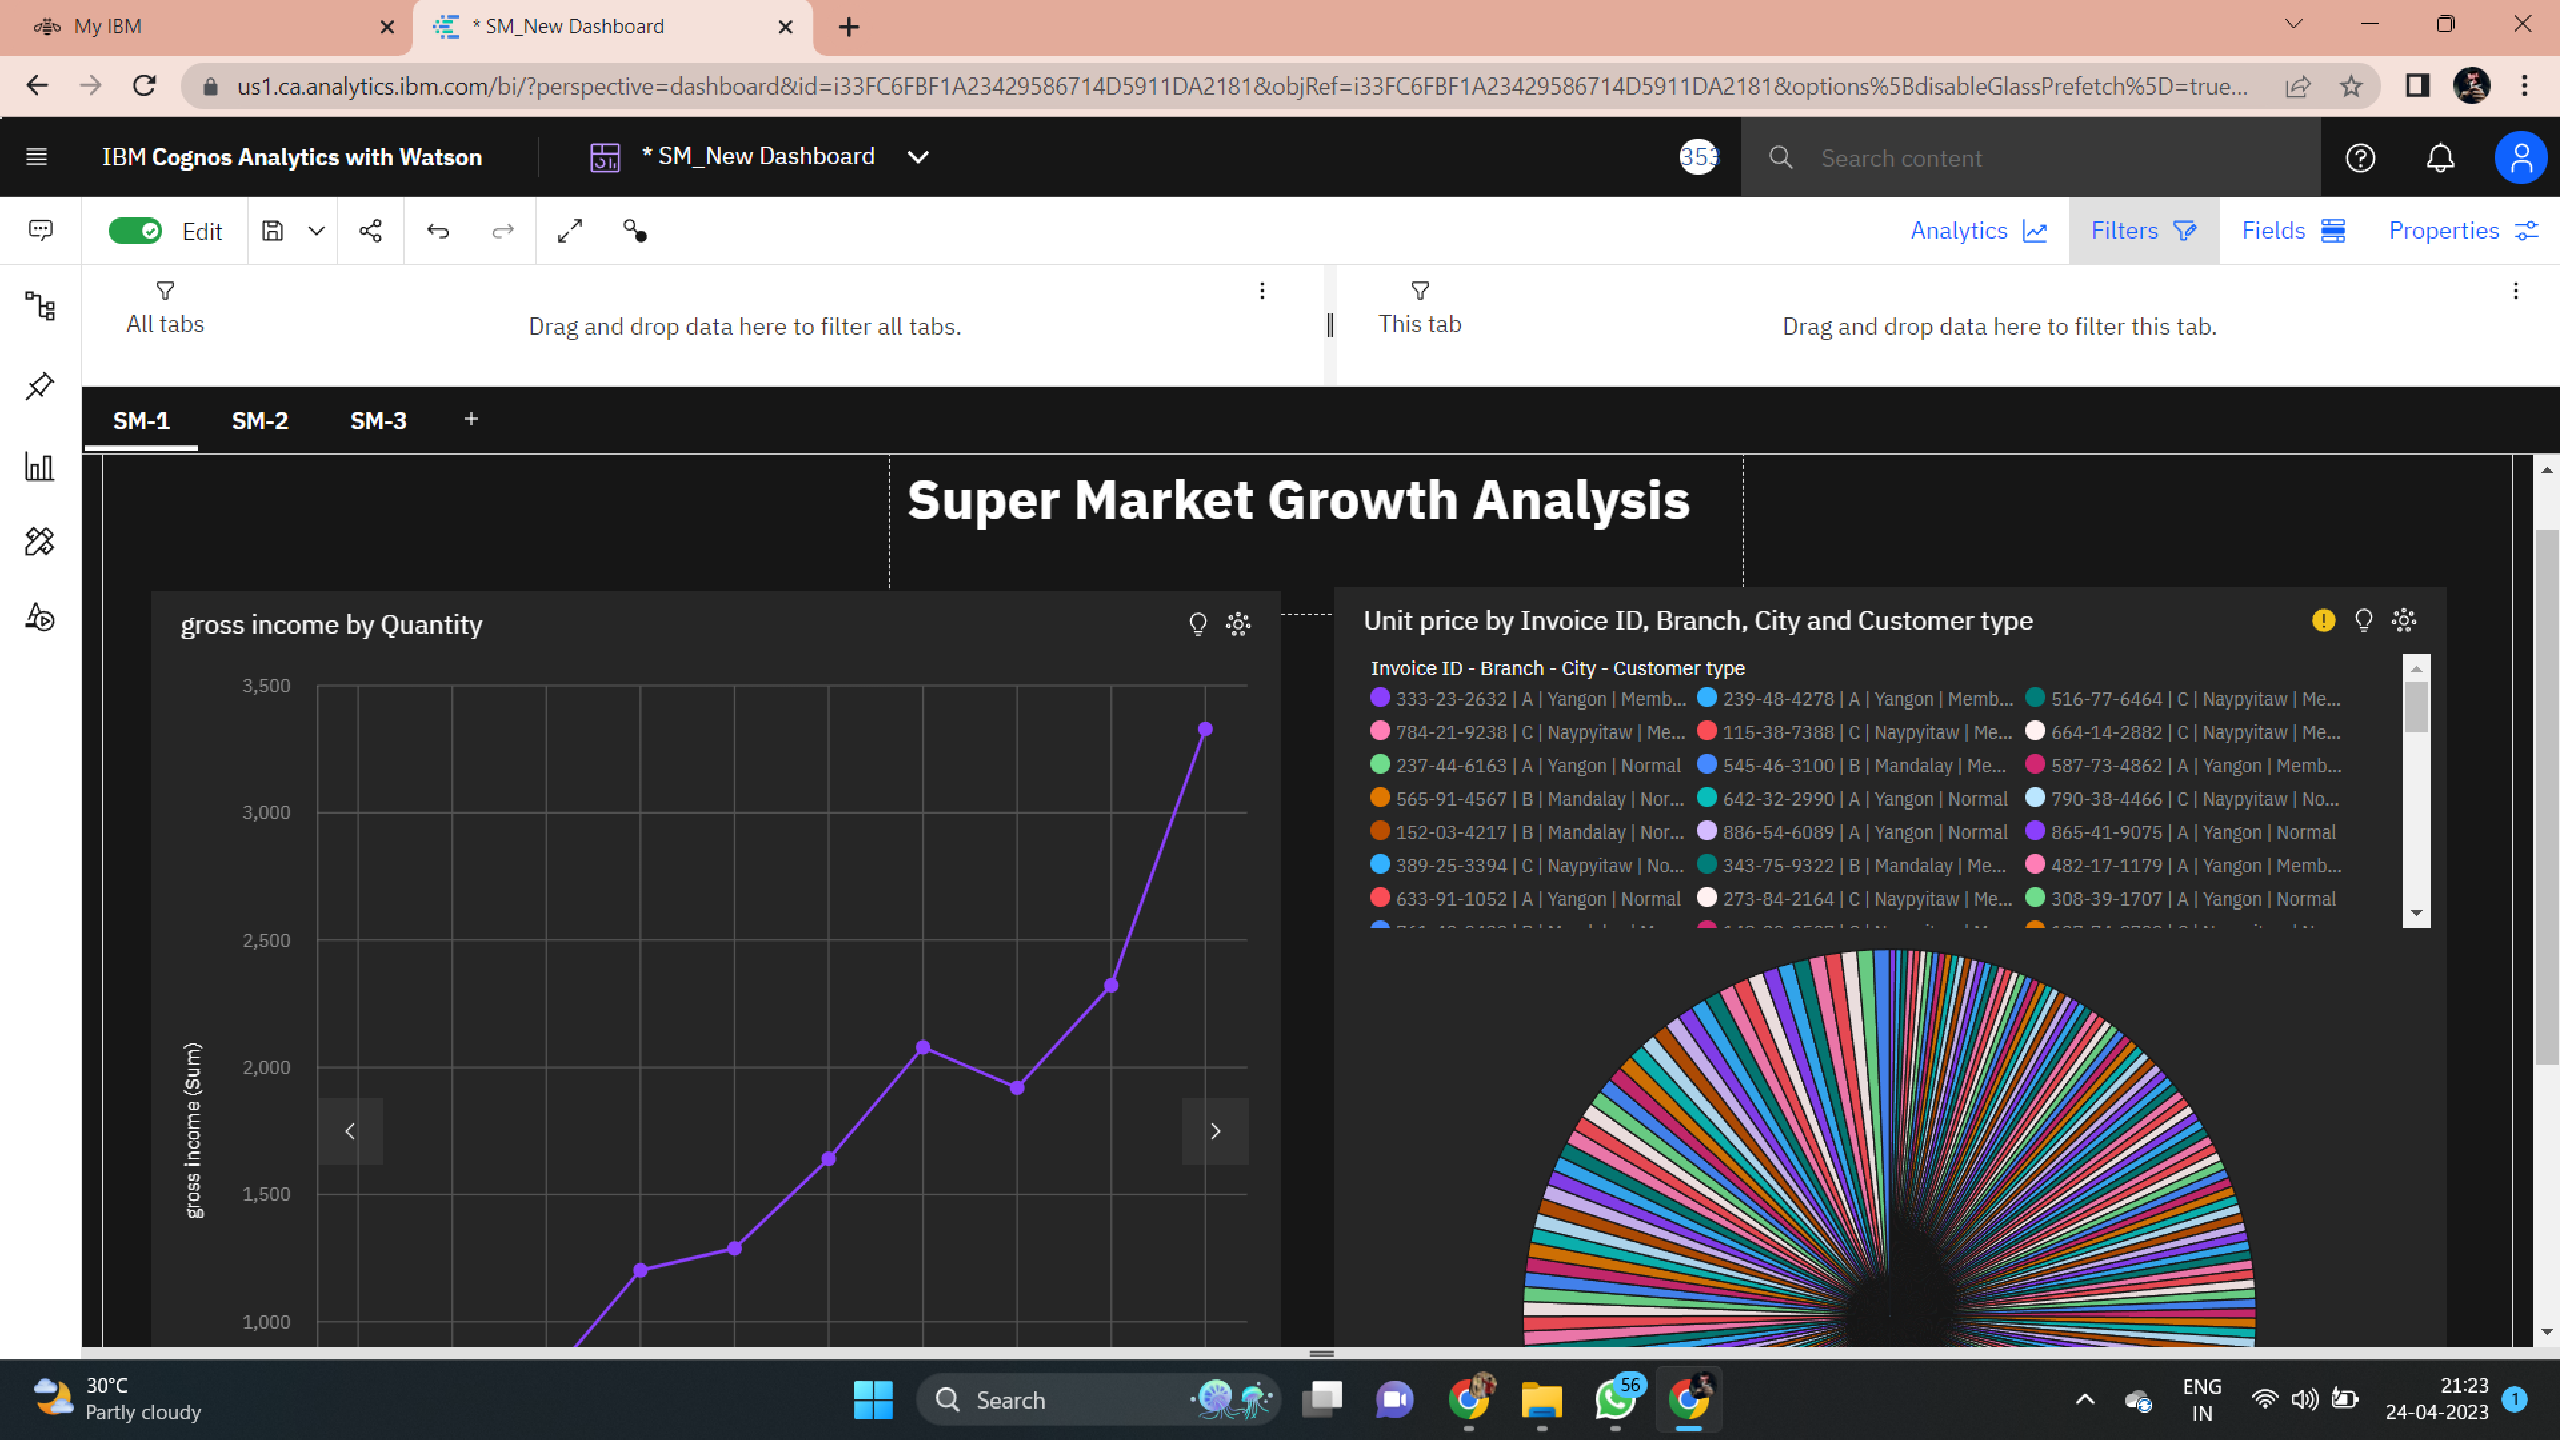 My IBM
* SM_New Dashboard
us1.ca.analytics.ibm.com/bi/?perspective=dashboard&id=i33FC6FBF1A23429586714D5911DA2181&objRef=i33FC6FBF1A23429586714D5911DA2181&options%5BdisableGlassPrefetch%5D=true...
IBM Cognos Analytics with Watson
* SM_New Dashboard
353
Search content
Edit
Analytics
Filters
Fields
Properties
All tabs
Drag and drop data here to filter all tabs.
This tab
Drag and drop data here to filter this tab.
SM-1
SM-2
SM-3
Super Market Growth Analysis
gross income by Quantity
3,500
3,000
2,500
2,000
1,500
1,000
gross income (Sum)
Unit price by Invoice ID, Branch, City and Customer type
Invoice ID - Branch - City - Customer type
333-23-2632 | A | Yangon | Memb... 239-48-4278 | A | Yangon | Memb... 516-77-6464 | C | Naypyitaw | Me...
784-21-9238 | C | Naypyitaw | Me... 115-38-7388 | C | Naypyitaw | Me... 664-14-2882 | C | Naypyitaw | Me...
237-44-6163 | A | Yangon | Normal 545-46-3100 | B | Mandalay | Me... 587-73-4862 | A | Yangon | Memb...
565-91-4567 | B | Mandalay | Nor... 642-32-2990 | A | Yangon | Normal 790-38-4466 | C | Naypyitaw | No...
152-03-4217 | B | Mandalay | Nor... 886-54-6089 | A | Yangon | Normal 865-41-9075 | A | Yangon | Normal
389-25-3394 | C | Naypyitaw | No... 343-75-9322 | B | Mandalay | Me... 482-17-1179 | A | Yangon | Memb...
633-91-1052 | A | Yangon | Normal 273-84-2164 | C | Naypyitaw | Me... 308-39-1707 | A | Yangon | Normal
30°C
Partly cloudy
Search
56
ENG
IN
21:23
24-04-2023
1